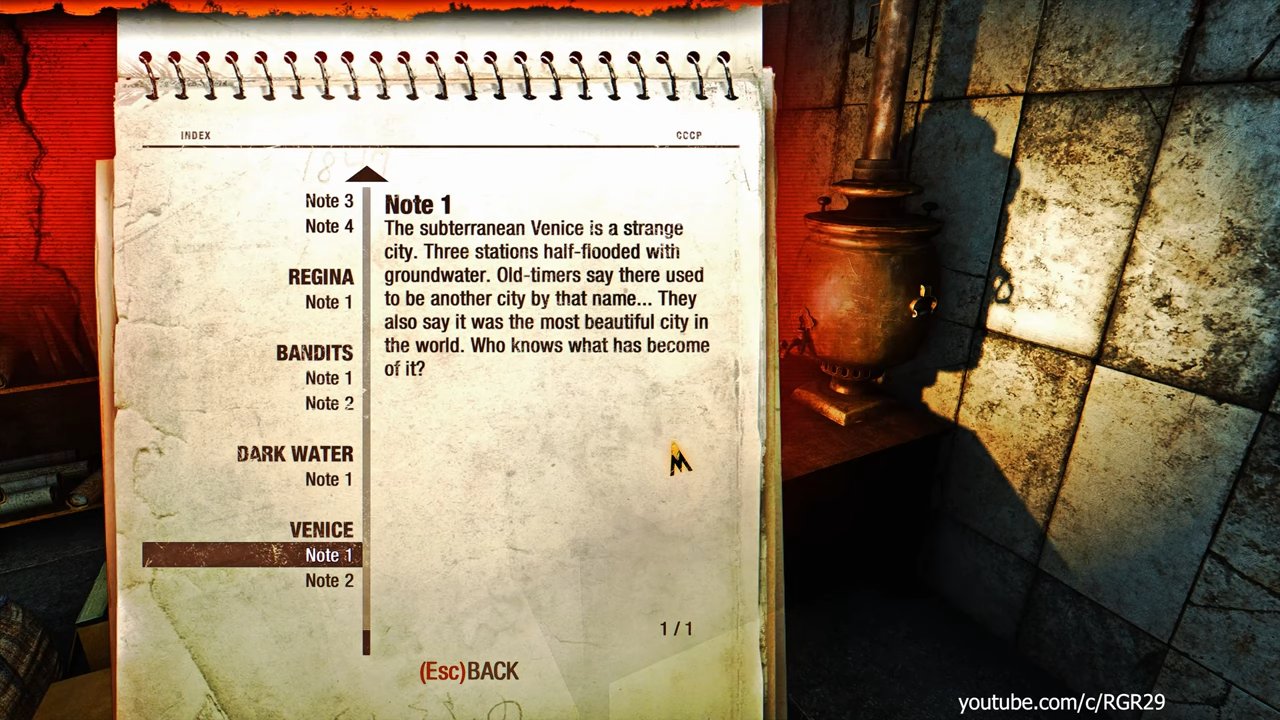 INDEX
CCCP
Note 3
Note 4
REGINA
Note 1
BANDITS
Note 1
Note 2
DARK WATER
Note 1
VENICE
Note 1
Note 2
Note 1
The subterranean Venice is a strange
city. Three stations half-flooded with
groundwater. Old-timers say there used
to be another city by that name... They
also say it was the most beautiful city in
the world. Who knows what has become
of it?
1 / 1
(Esc)BACK
youtube.com/c/RGR29